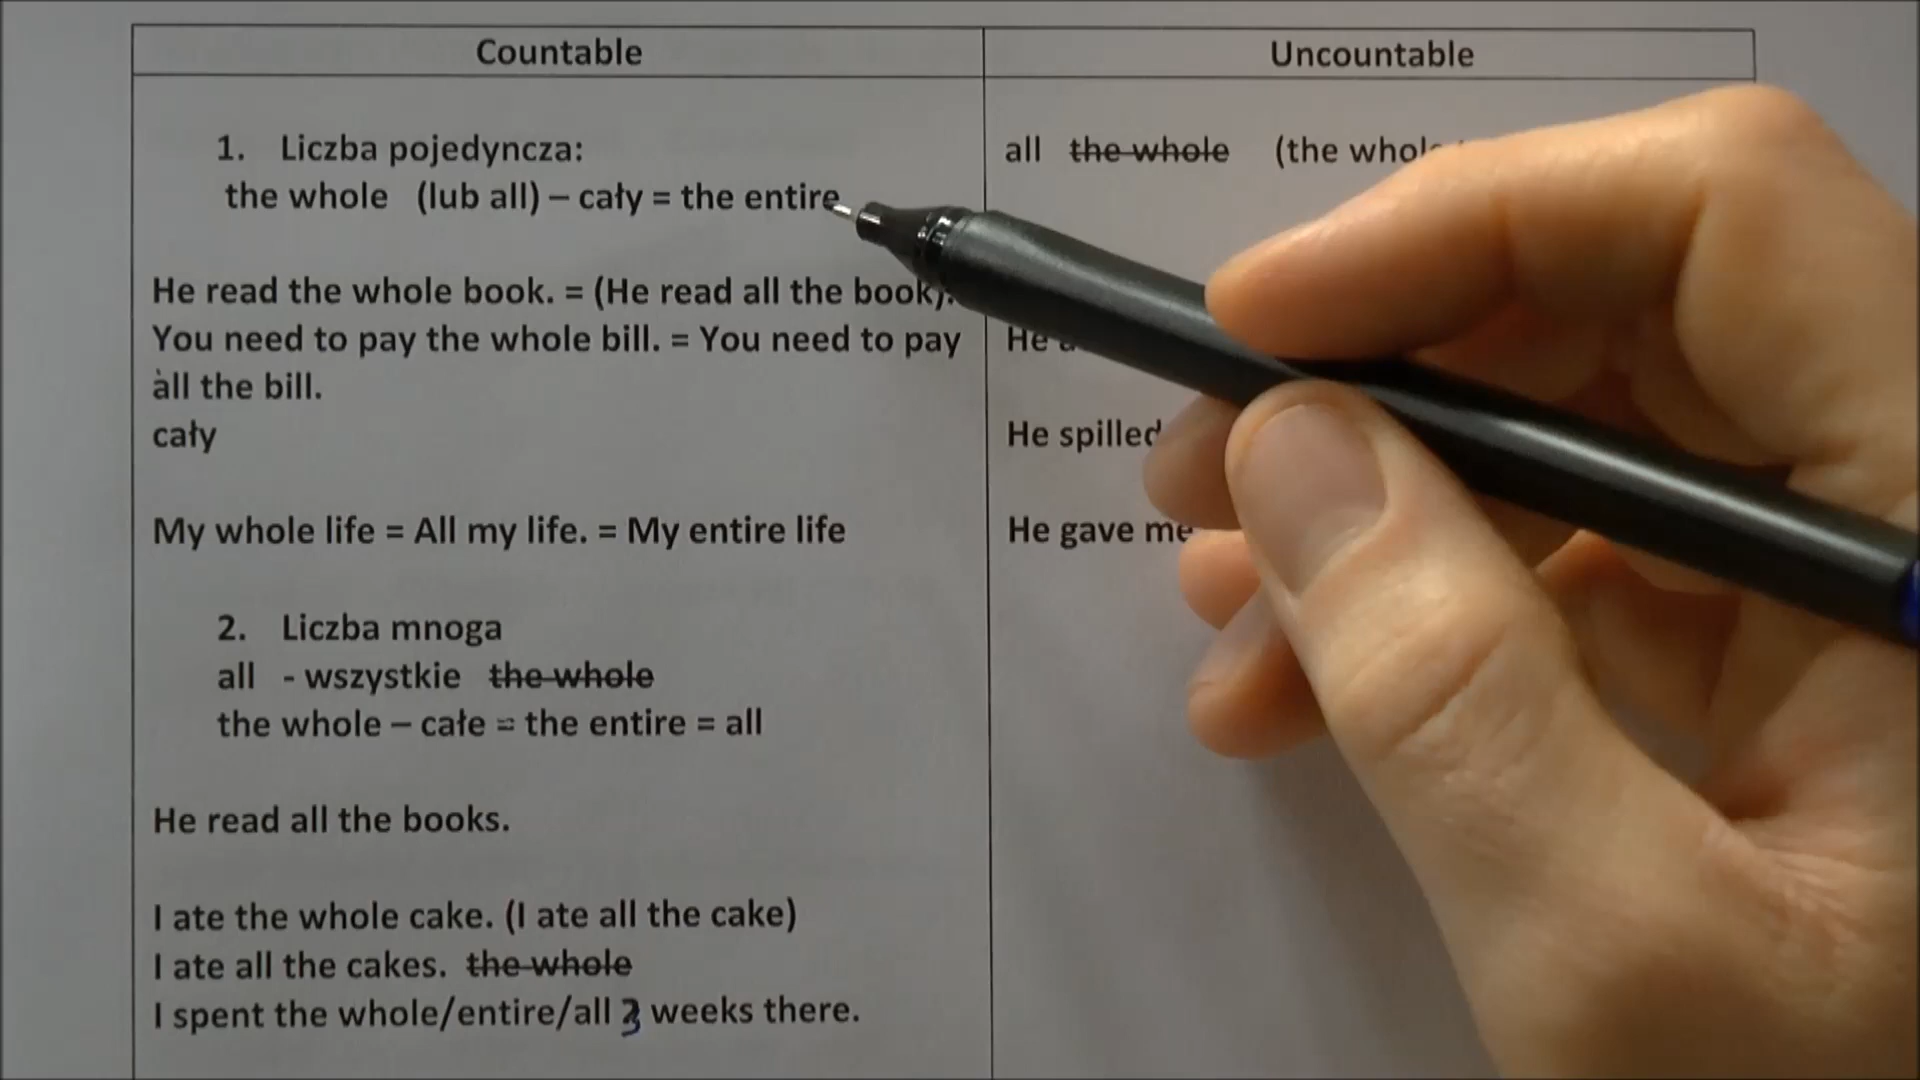 Countable
1. Liczba pojedyncza:
the whole (lub all) – cały = the entire
He read the whole book. = (He read all the book).
You need to pay the whole bill. = You need to pay
all the bill.
cały
My whole life = All my life. = My entire life
2. Liczba mnoga
all - wszystkie the whole
the whole – całe = the entire = all
He read all the books.
I ate the whole cake. (I ate all the cake)
I ate all the cakes. the whole
I spent the whole/entire/all 3 weeks there.
Uncountable
all the whole (the whole
He
He spilled
He gave me